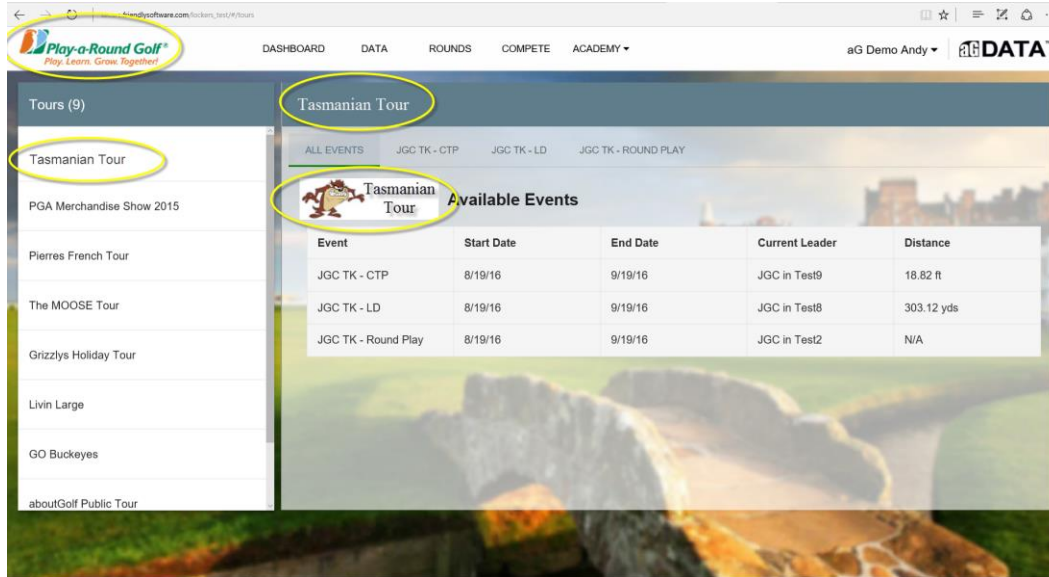 friendlysoftware.com/lockers_test/#/tours
Play-a-Round Golf®
Play. Learn. Grow. Together!
DASHBOARD DATA ROUNDS COMPETE ACADEMY
aG Demo Andy
aGDATA
Tours (9)
Tasmanian Tour
PGA Merchandise Show 2015
Pierres French Tour
The MOOSE Tour
Grizzlys Holiday Tour
Livin Large
GO Buckeyes
aboutGolf Public Tour
Tasmanian Tour
ALL EVENTS JGC TK - CTP JGC TK - LD JGC TK - ROUND PLAY
Tasmanian
Tour
Available Events
Event Start Date End Date Current Leader Distance
JGC TK - CTP 8/19/16 9/19/16 JGC in Test9 18.82 ft
JGC TK - LD 8/19/16 9/19/16 JGC in Test8 303.12 yds
JGC TK - Round Play 8/19/16 9/19/16 JGC in Test2 N/A